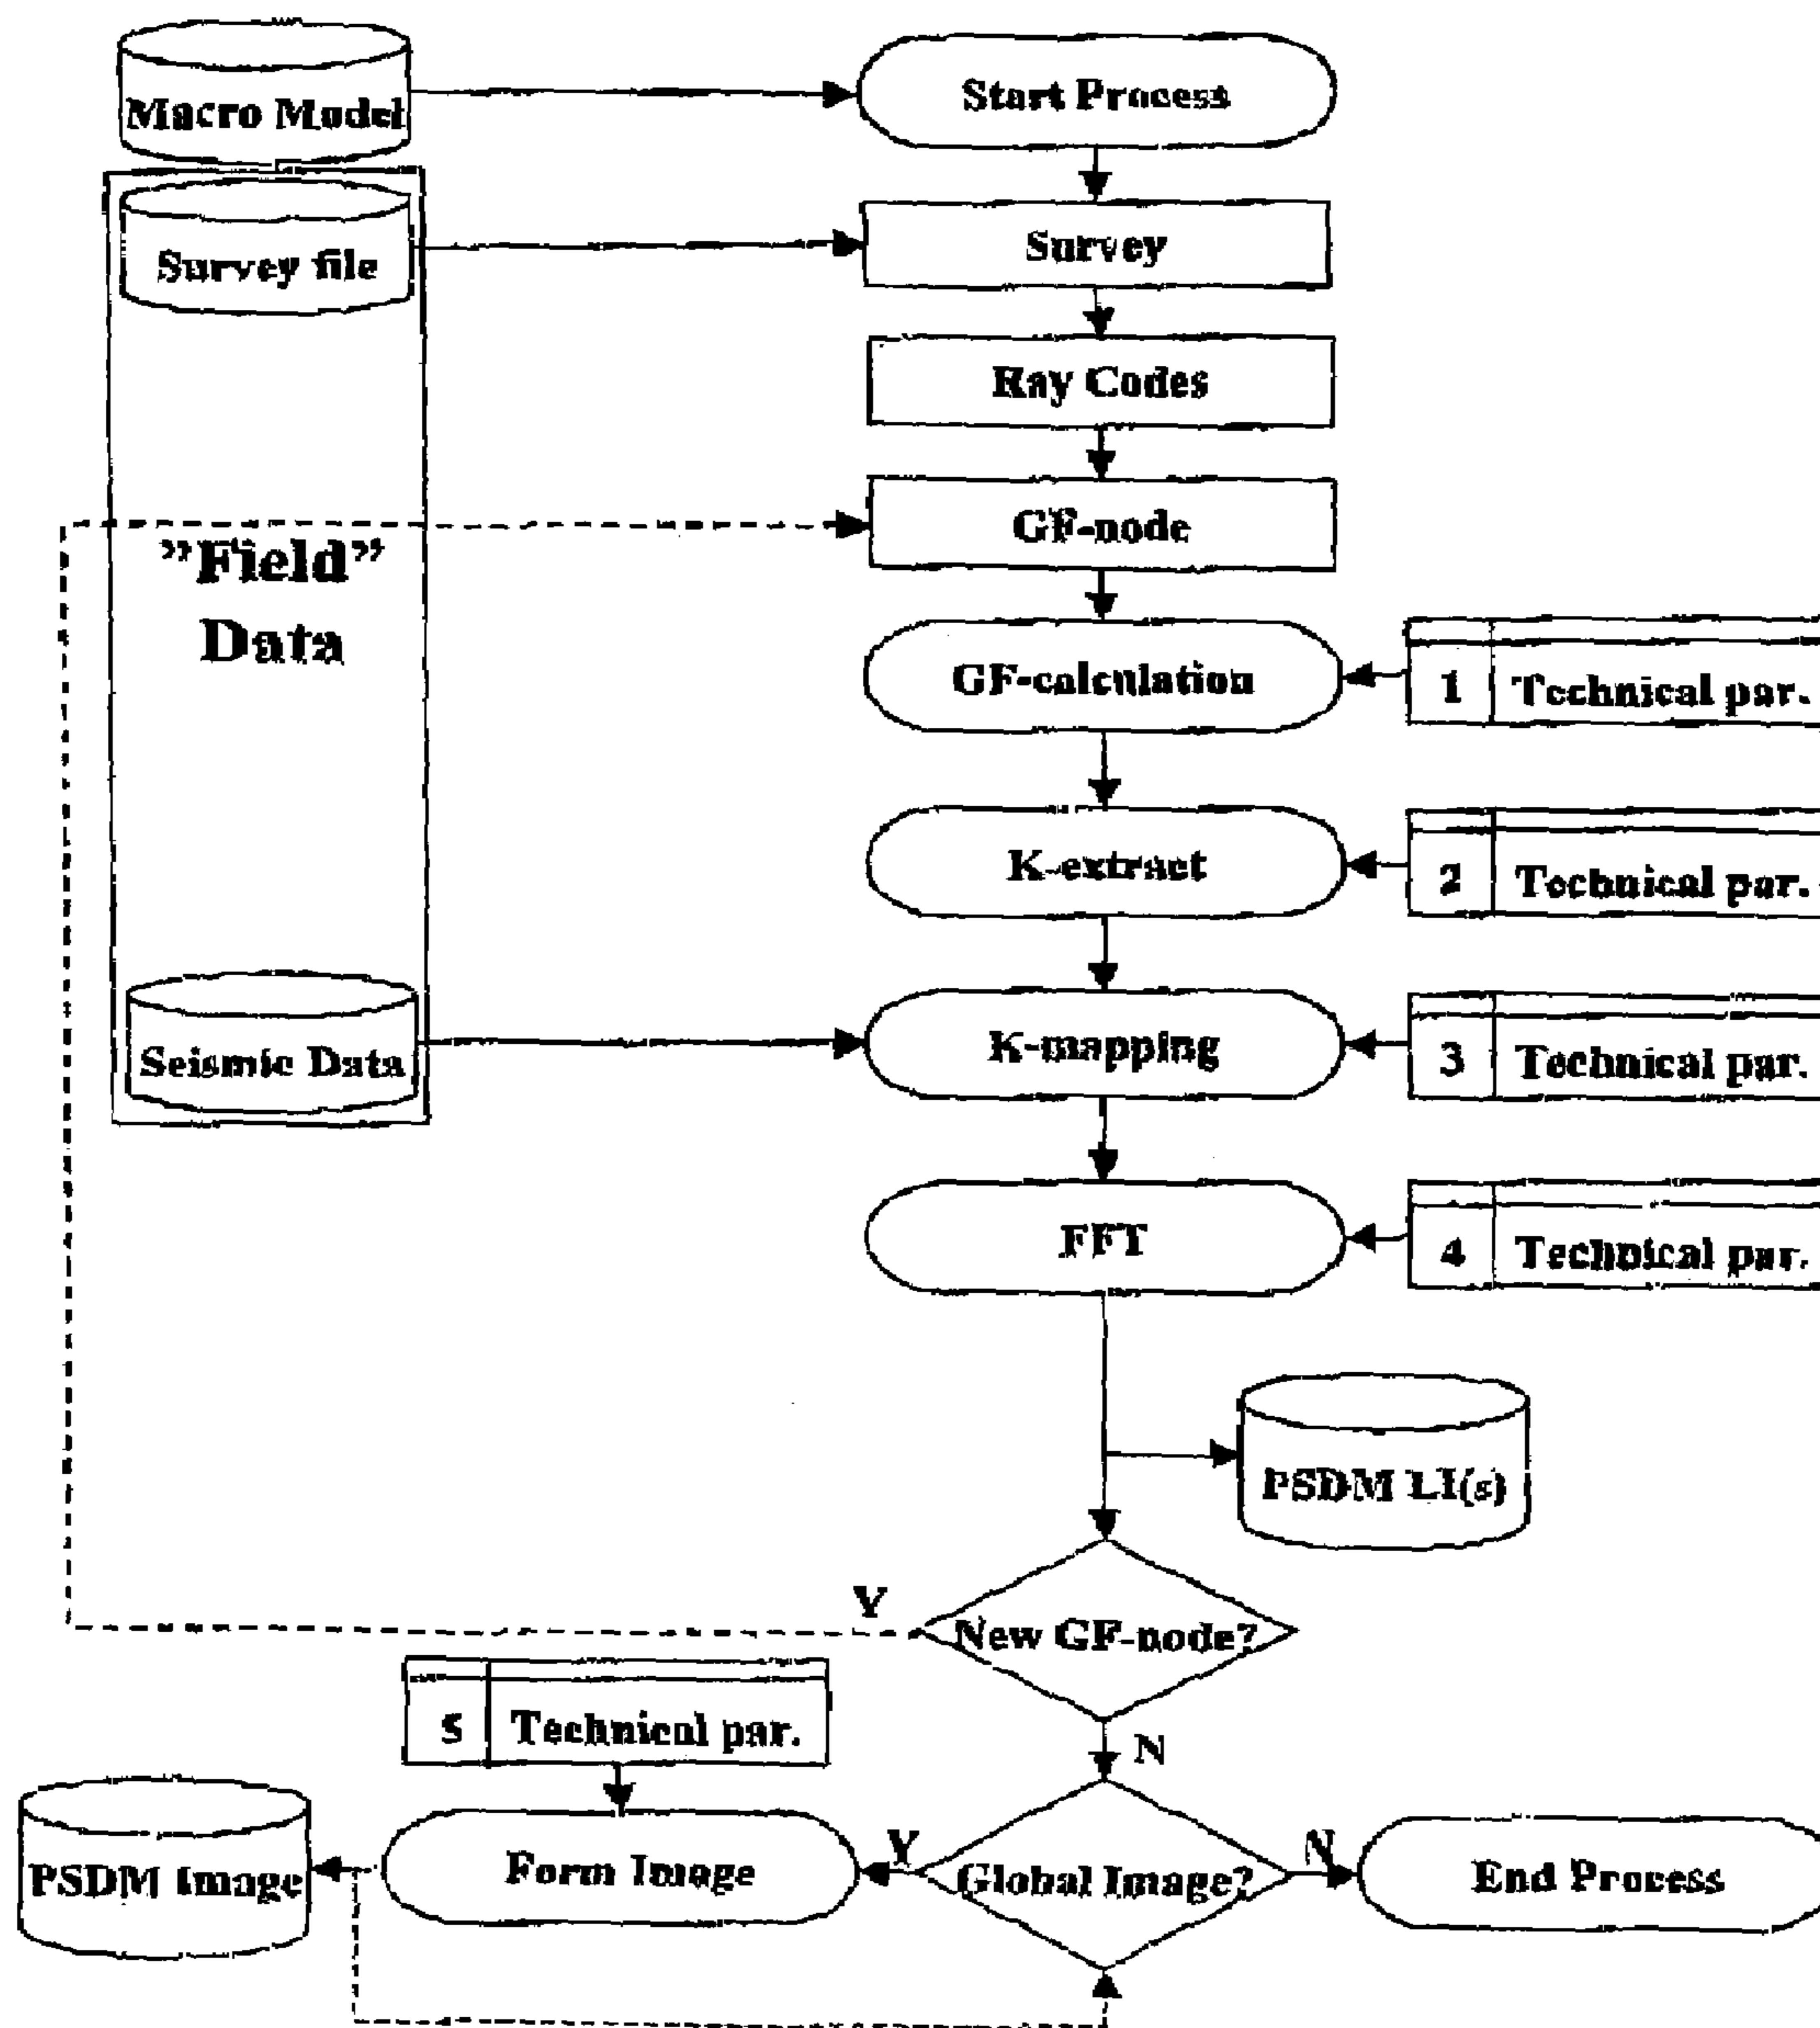 Macro Model
Start Process
Survey file
Survey
Ray Codes
GF-node
"Field"
Data
GF-calculation
1 Technical par.
K-extract
2 Technical par.
Seismic Data
K-mapping
3 Technical par.
FFT
4 Technical par.
PSDM LI(s)
Y
New GF-node?
5 Technical par.
N
PSDM Image
Form Image
Y
Global Image?
N
End Process